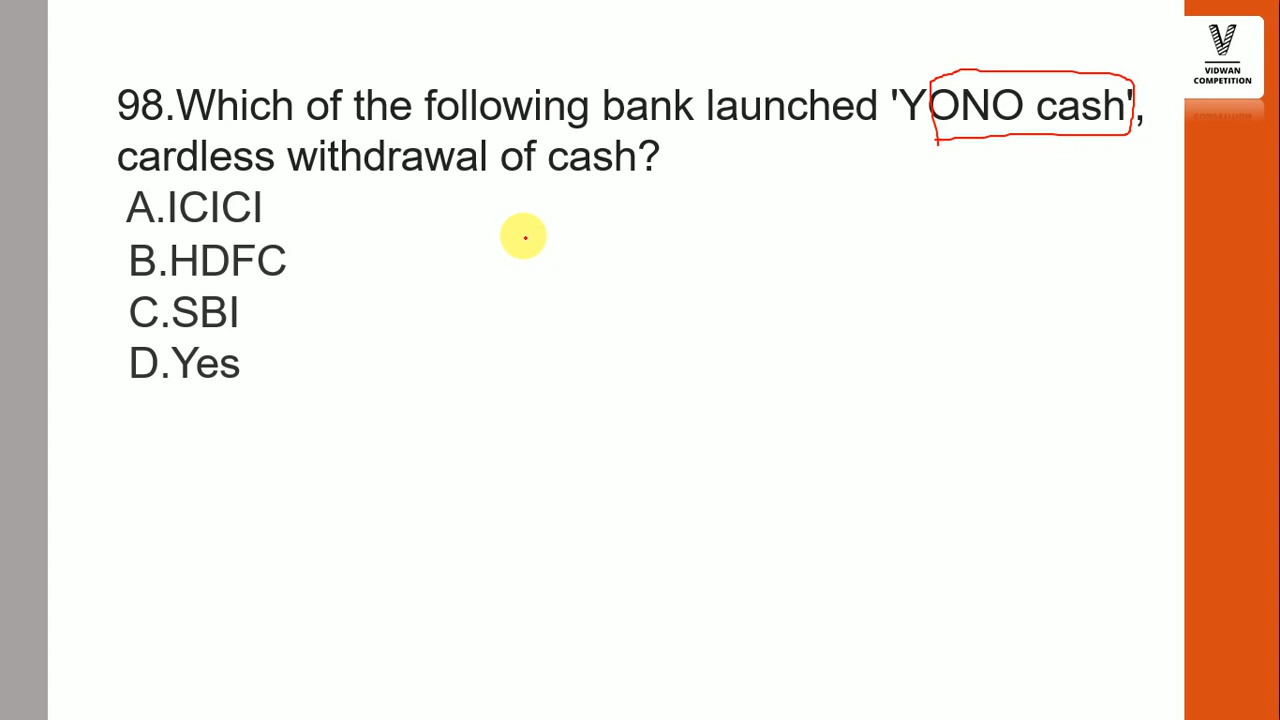 98.Which of the following bank launched 'YONO cash',
cardless withdrawal of cash?
A.ICICI
B.HDFC
C.SBI
D.Yes
V
VIDWAN
COMPETITION